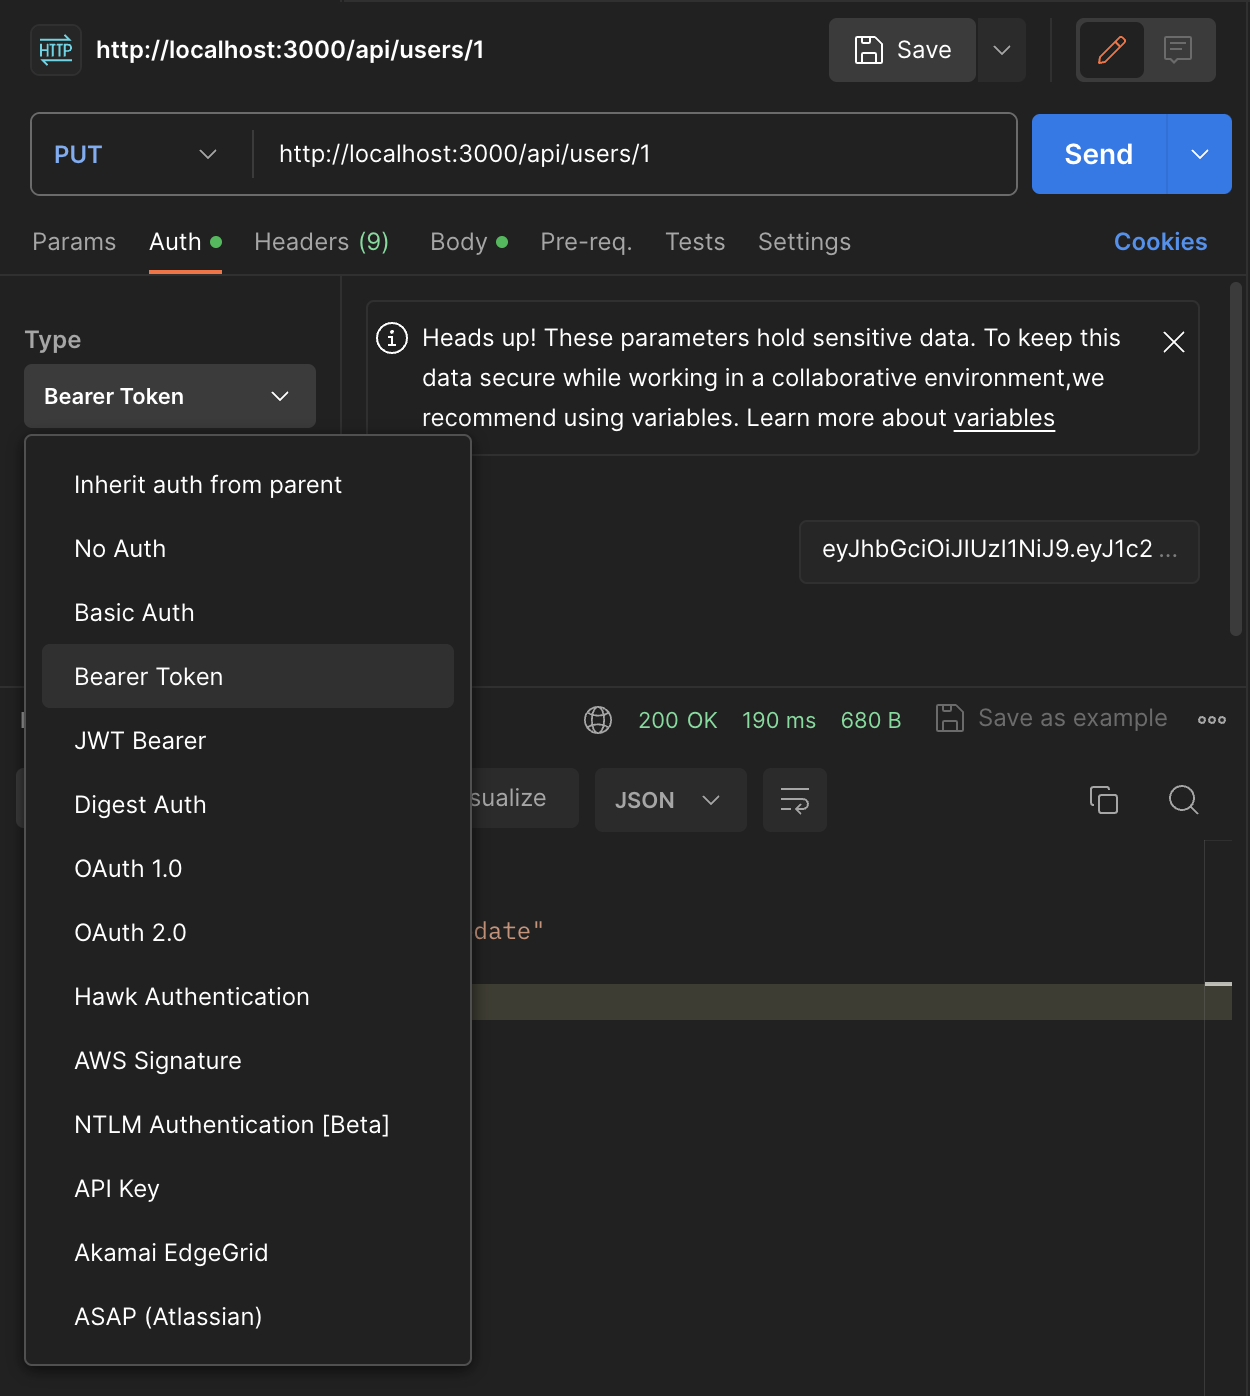 HTTP
http://localhost:3000/api/users/1
Save
PUT
http://localhost:3000/api/users/1
Send
Params
Auth
Headers (9)
Body
Pre-req.
Tests
Settings
Cookies
Type
Bearer Token
Heads up! These parameters hold sensitive data. To keep this
data secure while working in a collaborative environment,we
recommend using variables. Learn more about variables
eyJhbGciOiJIUzI1NiJ9.eyJ1c2 ...
Inherit auth from parent
No Auth
Basic Auth
Bearer Token
JWT Bearer
Digest Auth
OAuth 1.0
OAuth 2.0
Hawk Authentication
AWS Signature
NTLM Authentication [Beta]
API Key
Akamai EdgeGrid
ASAP (Atlassian)
200 OK
190 ms
680 B
Save as example
sualize
JSON
date"